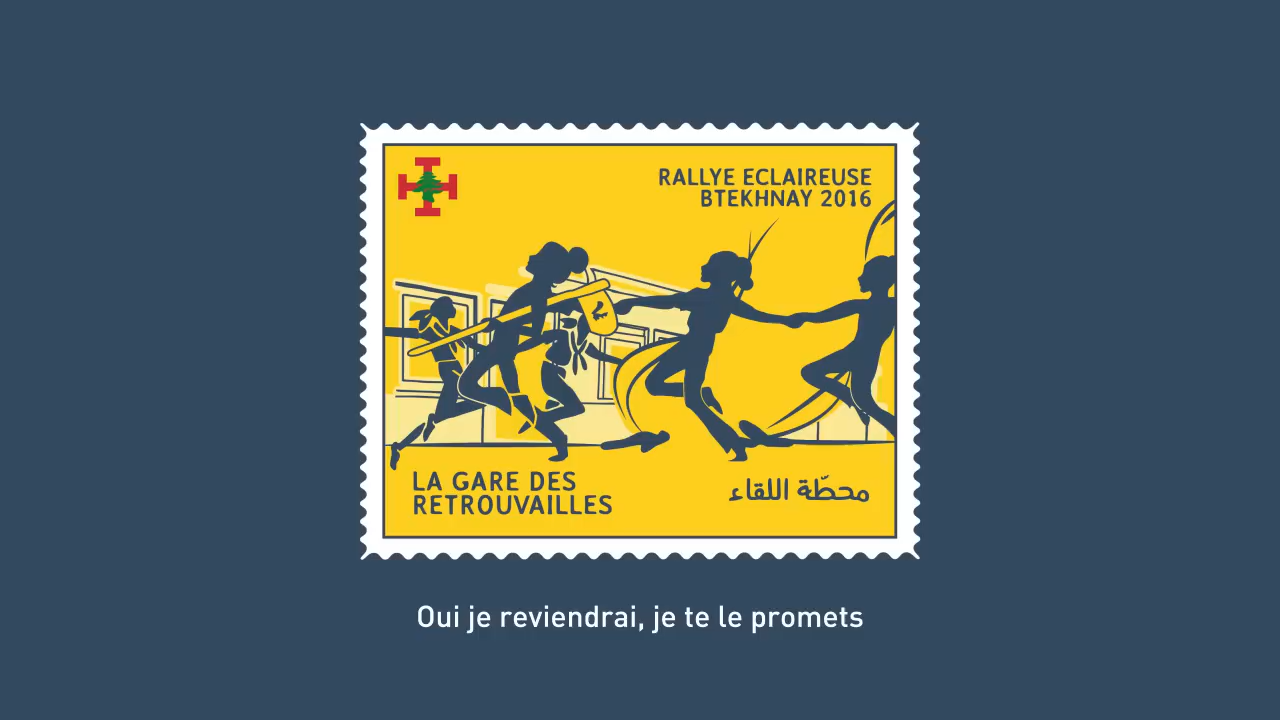 RALLYE ECLAIREUSE
BTEKHNAY 2016
LA GARE DES
RETROUVAILLES
محطّة اللقاء
Oui je reviendrai, je te le promets